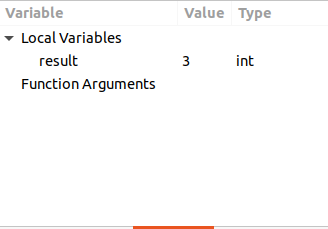 Variable Value Type
Local Variables
result 3 int
Function Arguments